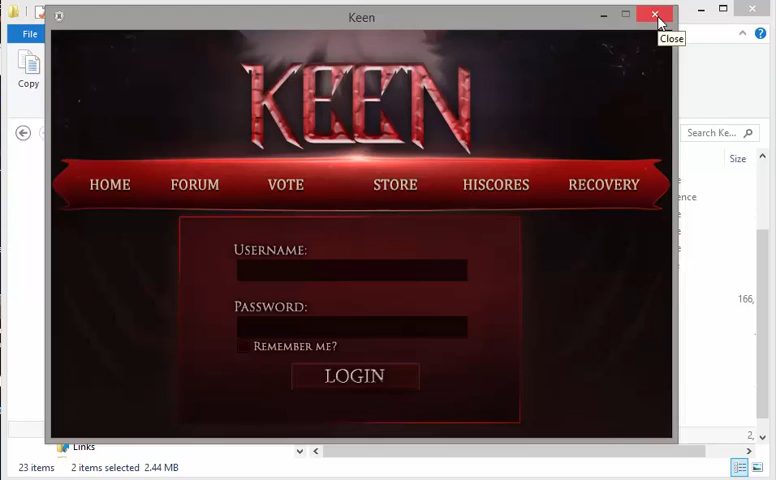 Keen
Close
File
Copy
Search Ke...
Size
KEEN
HOME FORUM VOTE STORE HISCORES RECOVERY
USERNAME:
PASSWORD:
REMEMBER ME?
LOGIN
166,
2,
Links
23 items 2 items selected 2.44 MB